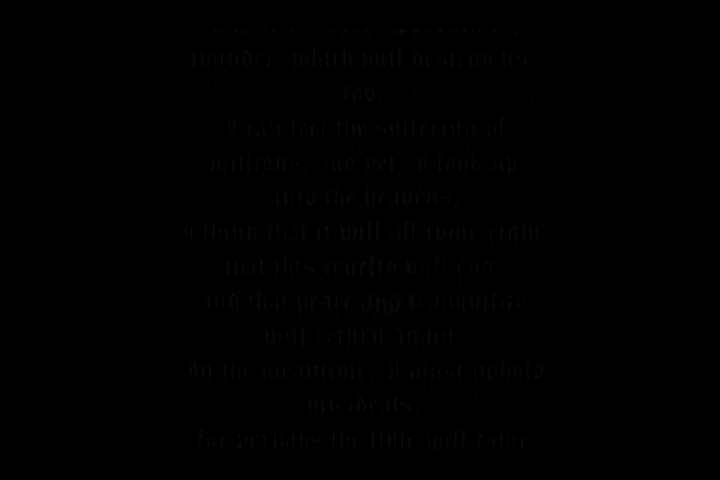 thunder, which will destroy us
too.
I can feel the suffering of
millions, and yet, I look up
into the heavens,
I think that it will all come right
that this cruelty will end
and that peace and tranquility
will return again.
In the meantime, I must uphold
my ideals,
for perhaps the time will come